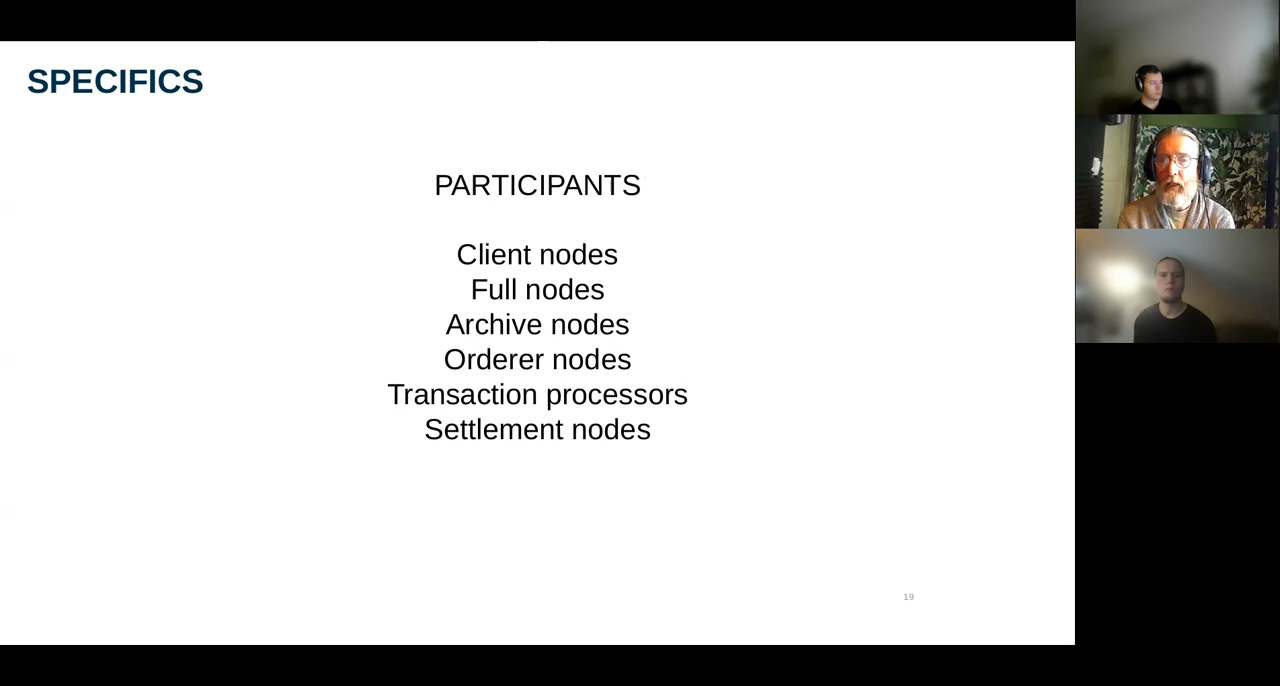 SPECIFICS
PARTICIPANTS
Client nodes
Full nodes
Archive nodes
Orderer nodes
Transaction processors
Settlement nodes
19